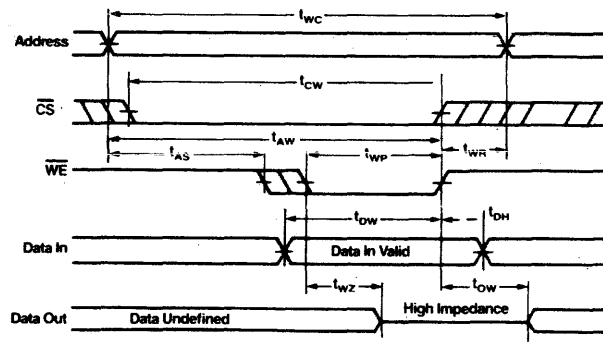 tWC
Address
tCW
CS
tAW
tAS
tWP
tWR
WE
tDW
tDH
Data In
Data In Valid
tWZ
tOW
High Impedance
Data Out
Data Undefined